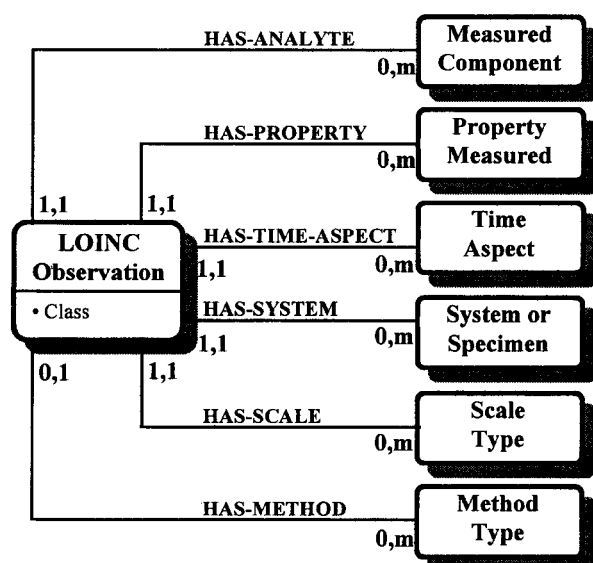 HAS-ANALYTE
Measured
Component
0,m
HAS-PROPERTY
Property
Measured
0,m
1,1
1,1
LOINC
Observation
• Class
HAS-TIME-ASPECT
1,1
Time
Aspect
0,m
HAS-SYSTEM
1,1
System or
Specimen
0,m
0,1
1,1
HAS-SCALE
Scale
Type
0,m
HAS-METHOD
Method
Type
0,m